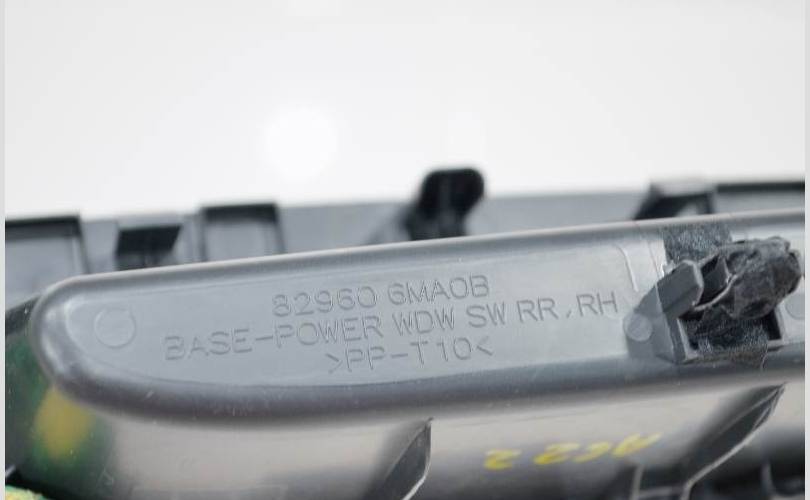 82960 6MA0B
BASE-POWER WDW SW RR, RH
>PP-T10<